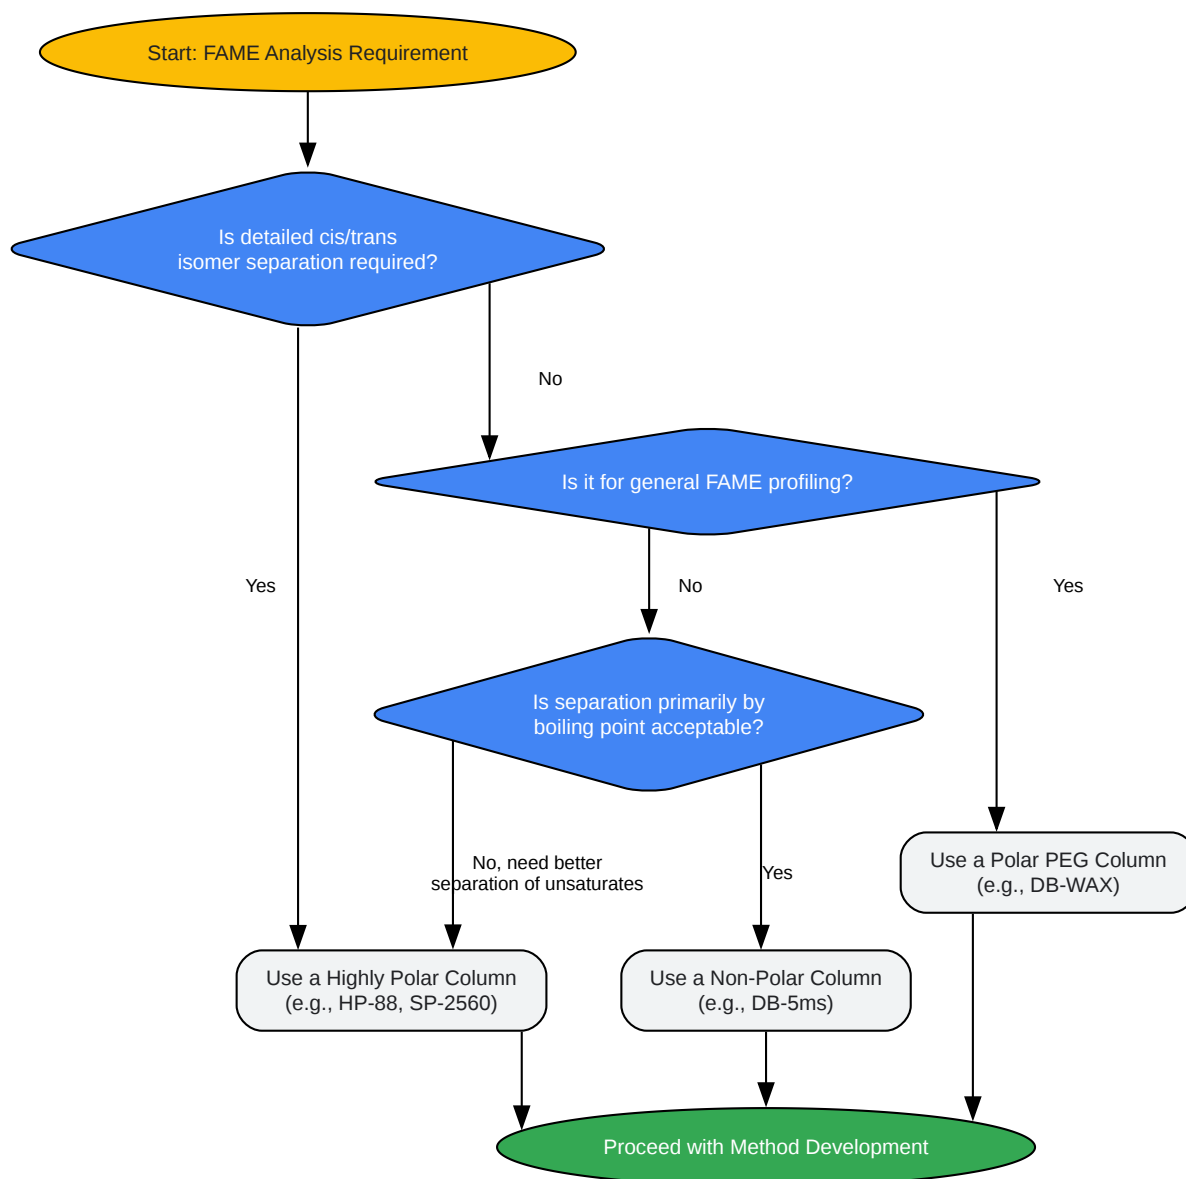 Start: FAME Analysis Requirement
Is detailed cis/trans
isomer separation required?
No
Is it for general FAME profiling?
Yes
No
Yes
Is separation primarily by
boiling point acceptable?
No, need better
separation of unsaturates
Yes
Use a Polar PEG Column
(e.g., DB-WAX)
Use a Highly Polar Column
(e.g., HP-88, SP-2560)
Use a Non-Polar Column
(e.g., DB-5ms)
Proceed with Method Development